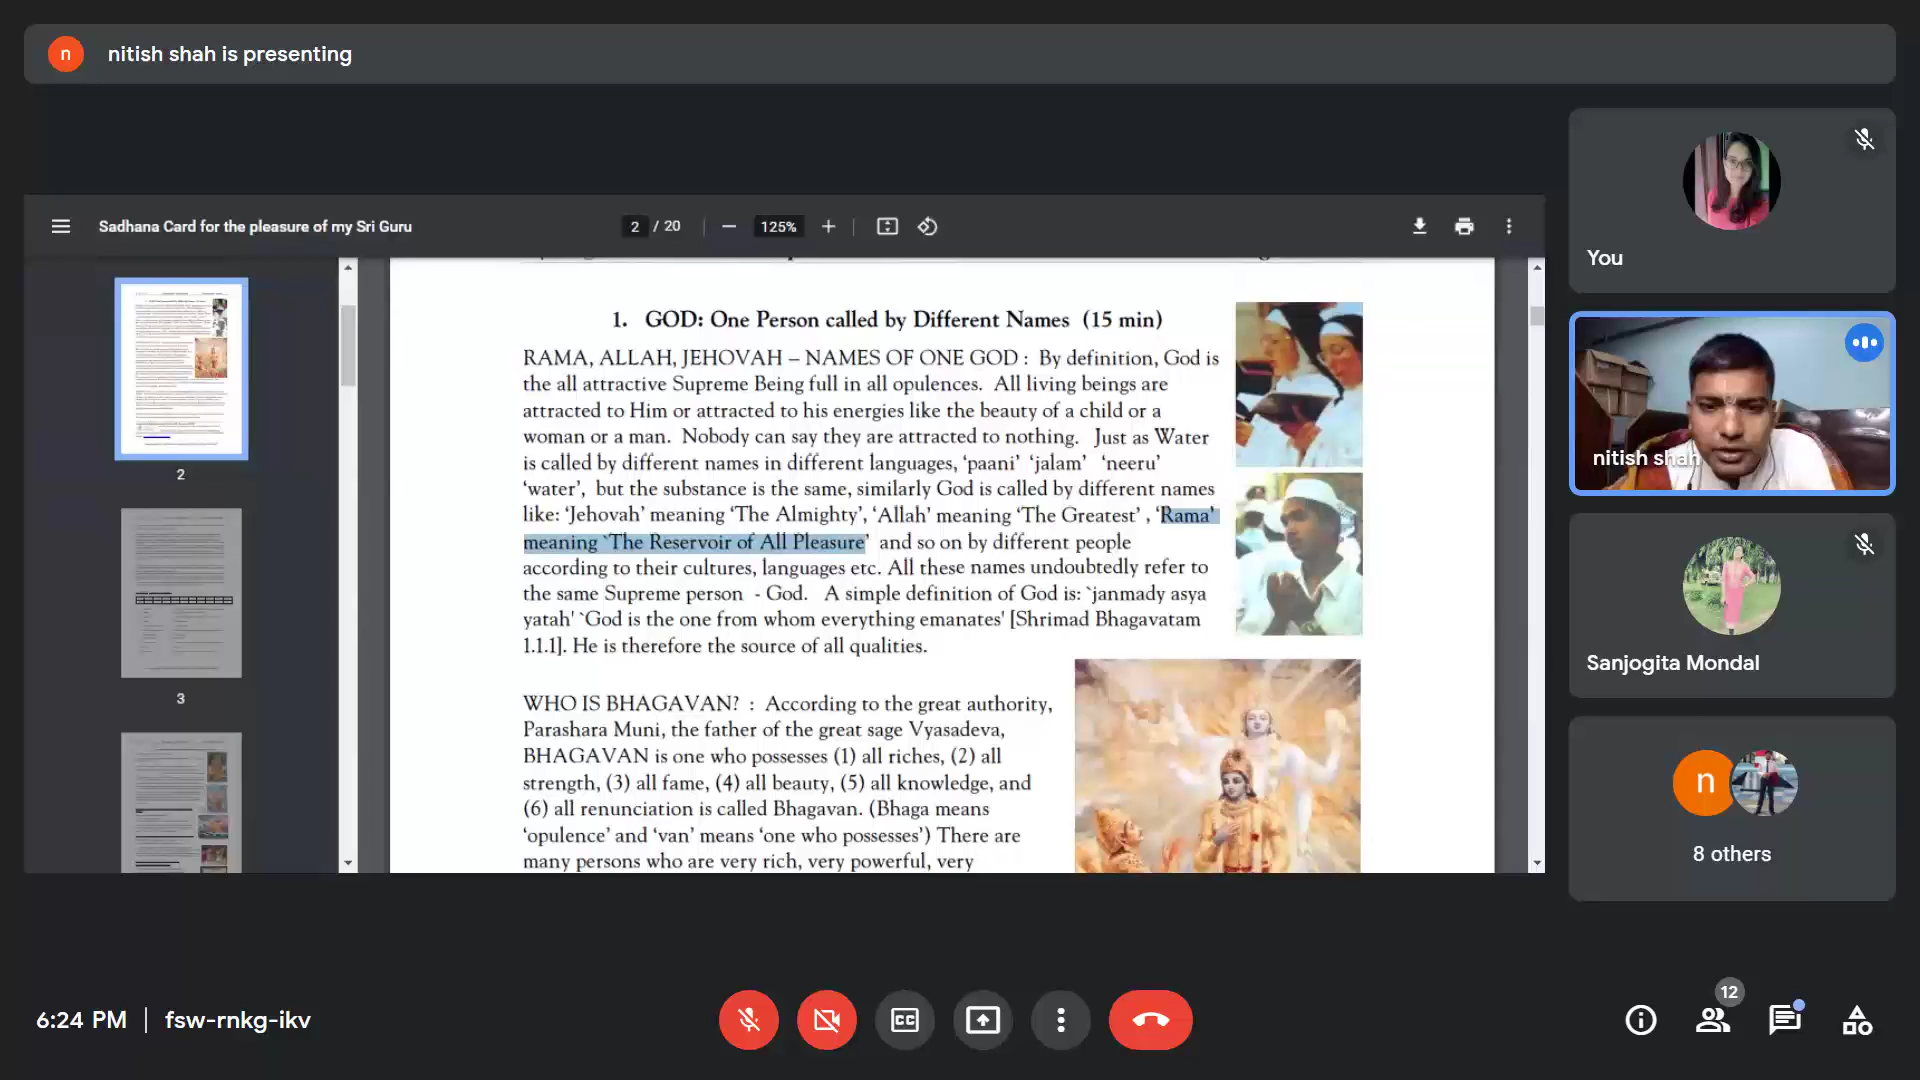 n nitish shah is presenting
Sadhana Card for the pleasure of my Sri Guru
2 / 20
125%
2
3
1. GOD: One Person called by Different Names (15 min)
RAMA, ALLAH, JEHOVAH – NAMES OF ONE GOD : By definition, God is
the all attractive Supreme Being full in all opulences. All living beings are
attracted to Him or attracted to his energies like the beauty of a child or a
woman or a man. Nobody can say they are attracted to nothing. Just as Water
is called by different names in different languages, ‘paani’ ‘jalam’ ‘neeru’
‘water’, but the substance is the same, similarly God is called by different names
like: ‘Jehovah’ meaning ‘The Almighty’, ‘Allah’ meaning ‘The Greatest’ , ‘Rama’
meaning `The Reservoir of All Pleasure’ and so on by different people
according to their cultures, languages etc. All these names undoubtedly refer to
the same Supreme person - God. A simple definition of God is: `janmady asya
yatah' `God is the one from whom everything emanates' [Shrimad Bhagavatam
1.1.1]. He is therefore the source of all qualities.
WHO IS BHAGAVAN? : According to the great authority,
Parashara Muni, the father of the great sage Vyasadeva,
BHAGAVAN is one who possesses (1) all riches, (2) all
strength, (3) all fame, (4) all beauty, (5) all knowledge, and
(6) all renunciation is called Bhagavan. (Bhaga means
‘opulence’ and ‘van’ means ‘one who possesses’) There are
many persons who are very rich, very powerful, very
You
nitish shah
Sanjogita Mondal
n
8 others
6:24 PM | fsw-rnkg-ikv
CC
12